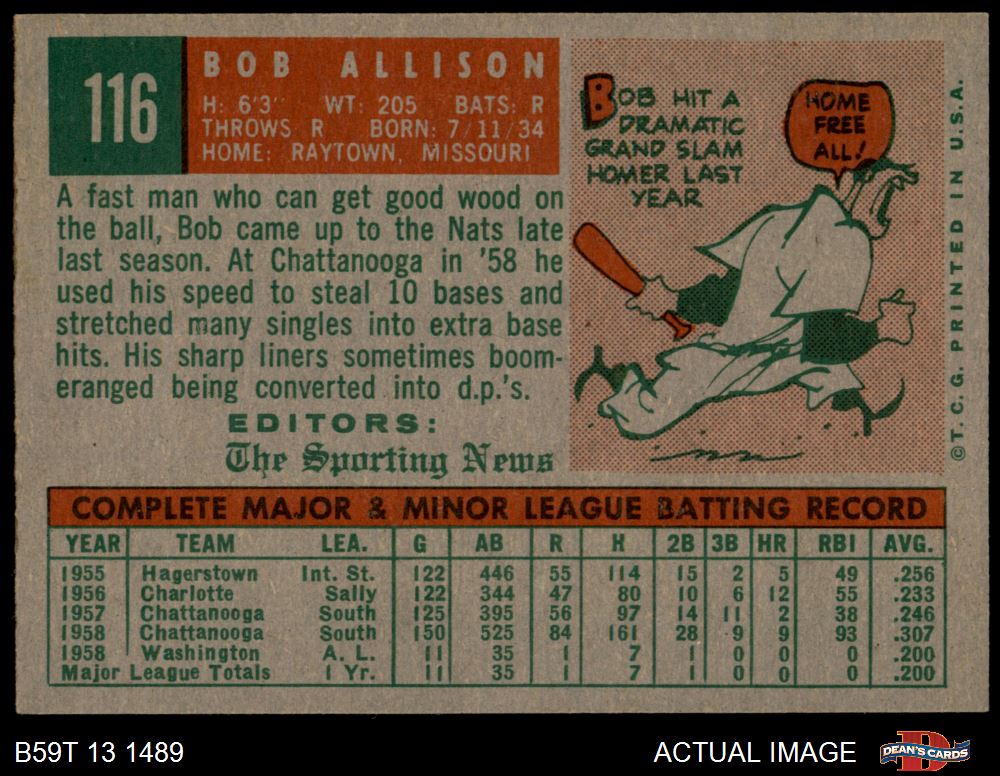 116
BOB ALLISON
H: 6'3" WT: 205 BATS: R
THROWS R BORN: 7/11/34
HOME: RAYTOWN, MISSOURI
A fast man who can get good wood on
the ball, Bob came up to the Nats late
last season. At Chattanooga in '58 he
used his speed to steal 10 bases and
stretched many singles into extra base
hits. His sharp liners sometimes boom-
eranged being converted into d.p.'s.
EDITORS:
The Sporting News
BOB HIT A
DRAMATIC
GRAND SLAM
HOMER LAST
YEAR
HOME
FREE
ALL!
©T. C. G. PRINTED IN U.S.A.
COMPLETE MAJOR & MINOR LEAGUE BATTING RECORD
YEAR TEAM LEA. G AB R H 2B 3B HR RBI AVG.
1955 Hagerstown Int. St. 122 446 55 114 15 2 5 49 .256
1956 Charlotte Sally 122 344 47 80 10 6 12 55 .233
1957 Chattanooga South 125 395 56 97 14 11 2 38 .246
1958 Chattanooga South 150 525 84 161 28 9 9 93 .307
1958 Washington A. L. 11 35 1 7 1 0 0 0 .200
Major League Totals 1 Yr. 11 35 1 7 1 0 0 0 .200
B59T 13 1489
ACTUAL IMAGE
DEAN'S CARDS